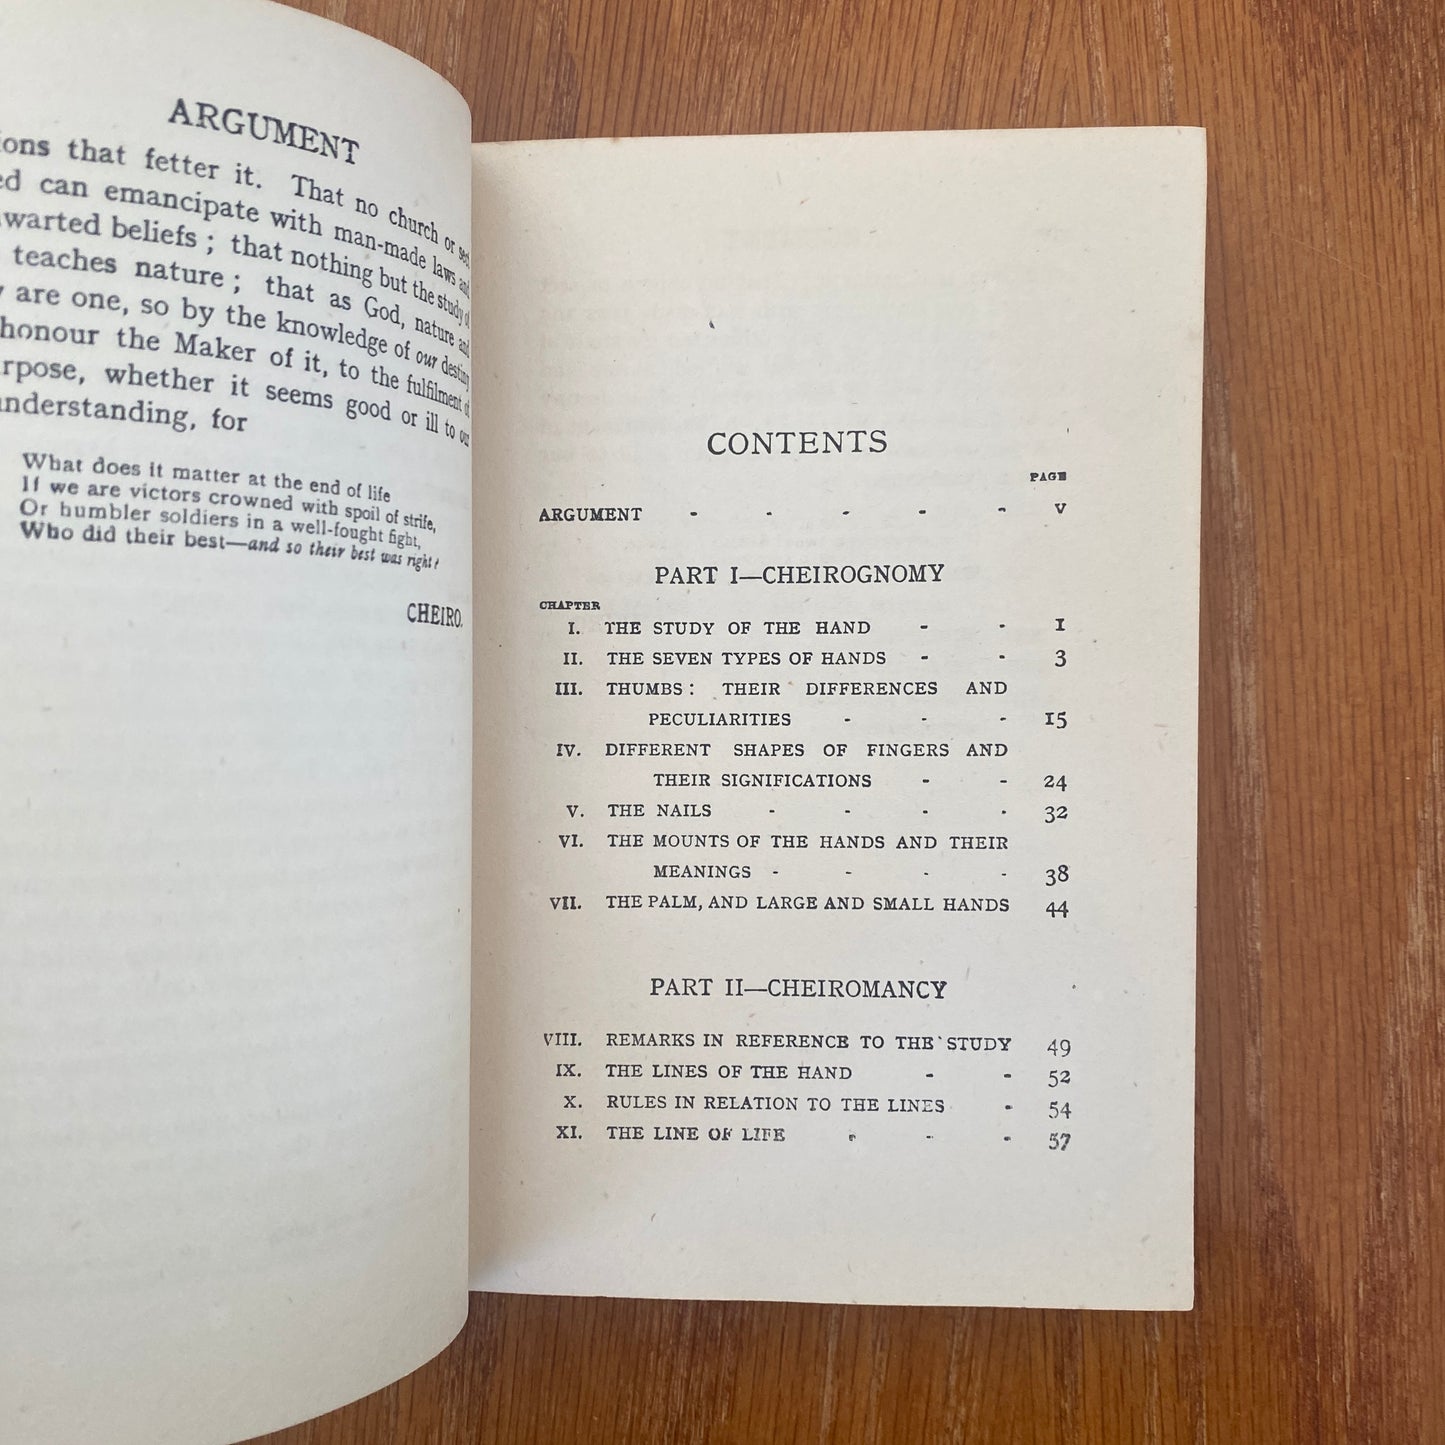 ARGUMENT
that fetter it. That no church or sect
can emancipate with man-made laws and
beliefs; that nothing but the study of
teaches nature; that as God, nature and
are one, so by the knowledge of our destiny
honour the Maker of it, to the fulfilment of
whether it seems good or ill to our
understanding, for
What does it matter at the end of life
If we are victors crowned with spoil of strife,
Or humbler soldiers in a well-fought fight,
Who did their best—and so their best was right?
CHEIRO.
CONTENTS
PAGE
ARGUMENT - - - - - V
PART I—CHEIROGNOMY
CHAPTER
I. THE STUDY OF THE HAND - - 1
II. THE SEVEN TYPES OF HANDS - - 3
III. THUMBS: THEIR DIFFERENCES AND
PECULIARITIES - - - 15
IV. DIFFERENT SHAPES OF FINGERS AND
THEIR SIGNIFICATIONS - - 24
V. THE NAILS - - - - 32
VI. THE MOUNTS OF THE HANDS AND THEIR
MEANINGS - - - - 38
VII. THE PALM, AND LARGE AND SMALL HANDS 44
PART II—CHEIROMANCY
VIII. REMARKS IN REFERENCE TO THE STUDY 49
IX. THE LINES OF THE HAND - - 52
X. RULES IN RELATION TO THE LINES - 54
XI. THE LINE OF LIFE - - - 57